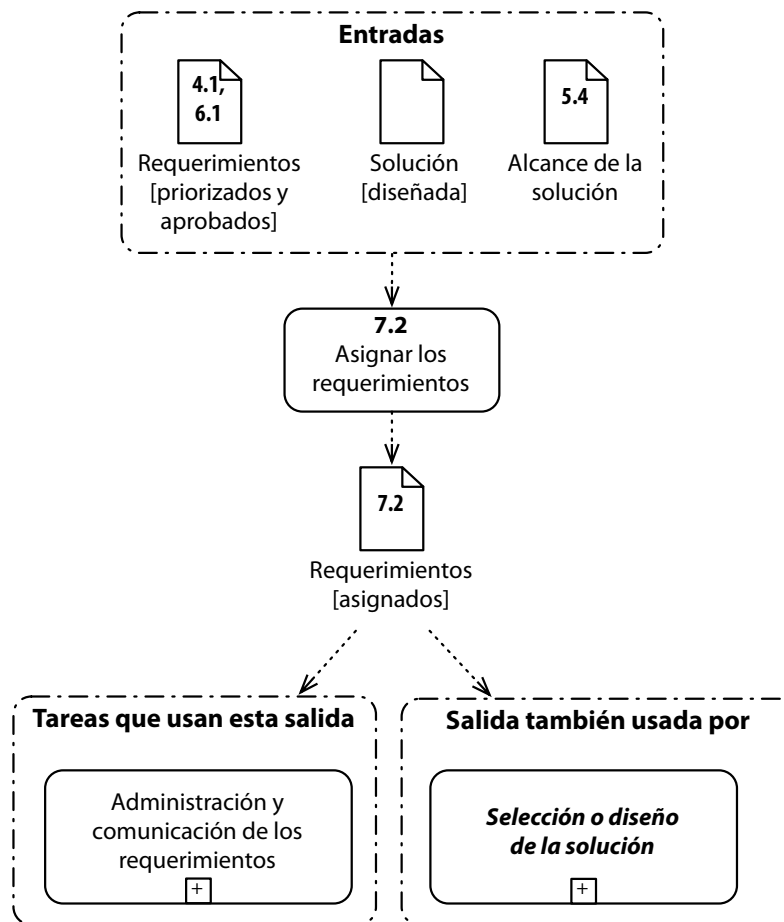 Entradas
4.1,
6.1
5.4
Requerimientos
[priorizados y
aprobados]
Solución
[diseñada]
Alcance de la
solución
7.2
Asignar los
requerimientos
7.2
Requerimientos
[asignados]
Tareas que usan esta salida
Administración y
comunicación de los
requerimientos
+
Salida también usada por
Selección o diseño
de la solución
+